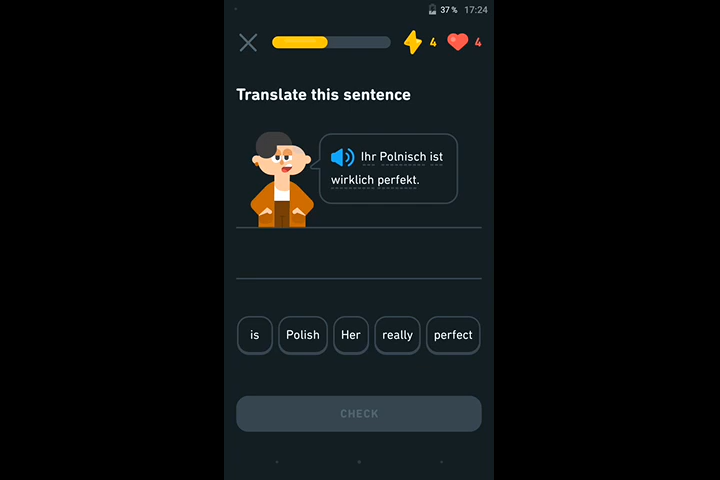 37 % 17:24
4 4
Translate this sentence
Ihr Polnisch ist
wirklich perfekt.
is Polish Her really perfect
CHECK